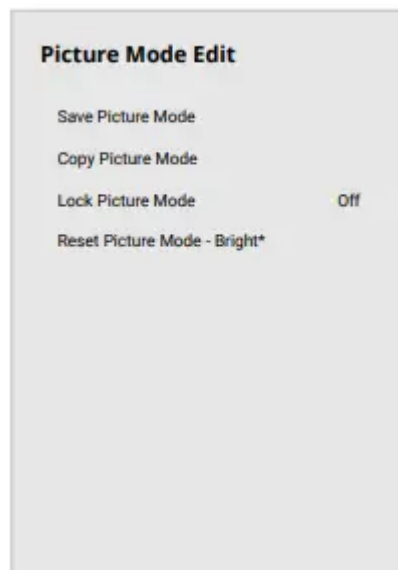 Picture Mode Edit
Save Picture Mode
Copy Picture Mode
Lock Picture Mode Off
Reset Picture Mode - Bright*